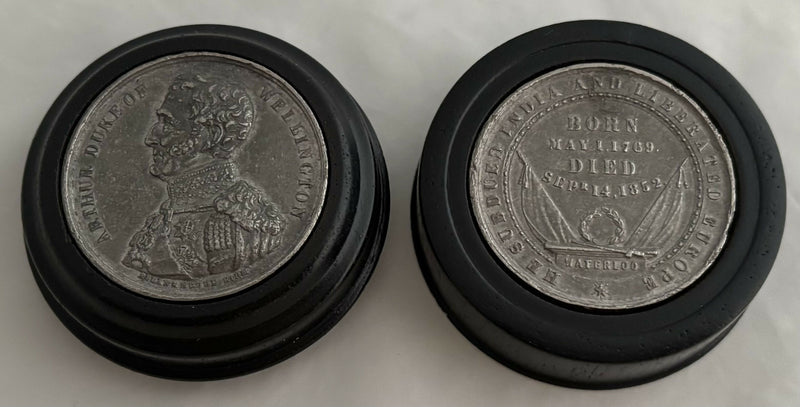 ARTHUR DUKE OF WELLINGTON
HE SUBDUED INDIA AND LIBERATED EUROPE
BORN
MAY 1, 1769.
DIED
SEPR 14, 1852.
WATERLOO